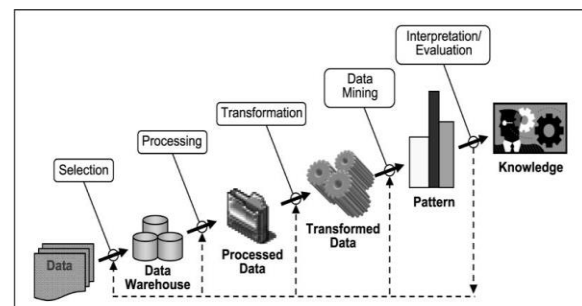 Interpretation/
Evaluation
Data
Mining
Transformation
Processing
Selection
Knowledge
Pattern
Transformed
Data
Processed
Data
Data
Warehouse
Data